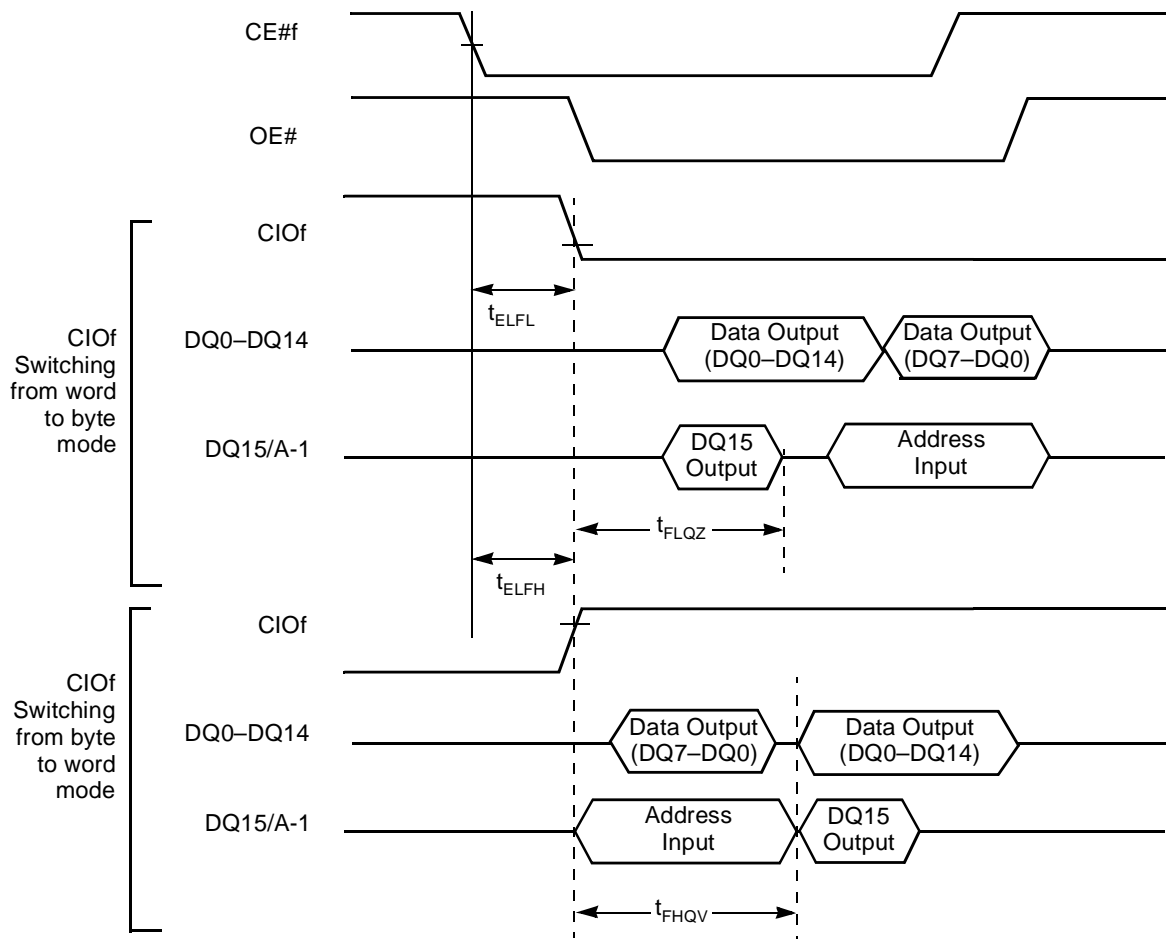 CE#f
OE#
CIOf
tELFL
CIOf
Switching
from word
to byte
mode
DQ0–DQ14
Data Output
(DQ0–DQ14)
Data Output
(DQ7–DQ0)
DQ15/A-1
DQ15
Output
Address
Input
tFLQZ
tELFH
CIOf
CIOf
Switching
from byte
to word
mode
DQ0–DQ14
Data Output
(DQ7–DQ0)
Data Output
(DQ0–DQ14)
DQ15/A-1
Address
Input
DQ15
Output
tFHQV